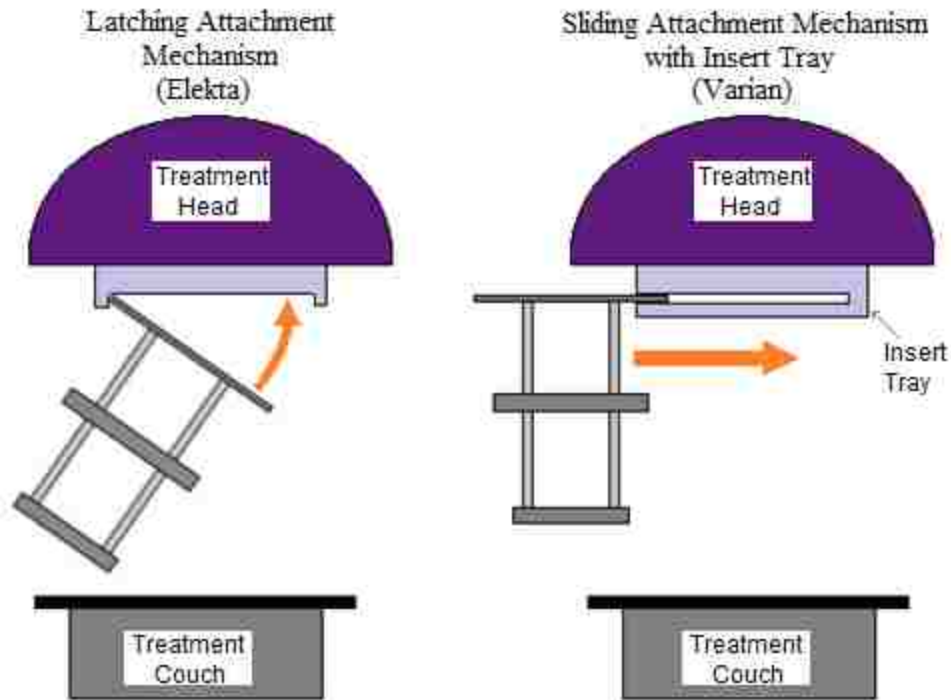 Latching Attachment
Mechanism
(Elekta)
Treatment
Head
Treatment
Couch
Sliding Attachment Mechanism
with Insert Tray
(Varian)
Treatment
Head
Insert
Tray
Treatment
Couch